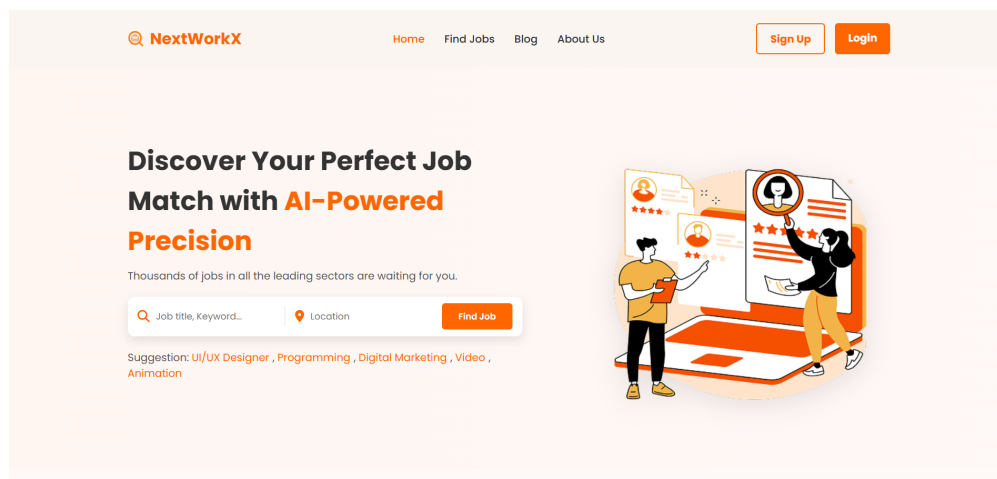 NextWorkX
Home Find Jobs Blog About Us
Sign Up Login
Discover Your Perfect Job
Match with AI-Powered
Precision
Thousands of jobs in all the leading sectors are waiting for you.
Job title, Keyword... Location Find Job
Suggestion: UI/UX Designer , Programming , Digital Marketing , Video ,
Animation